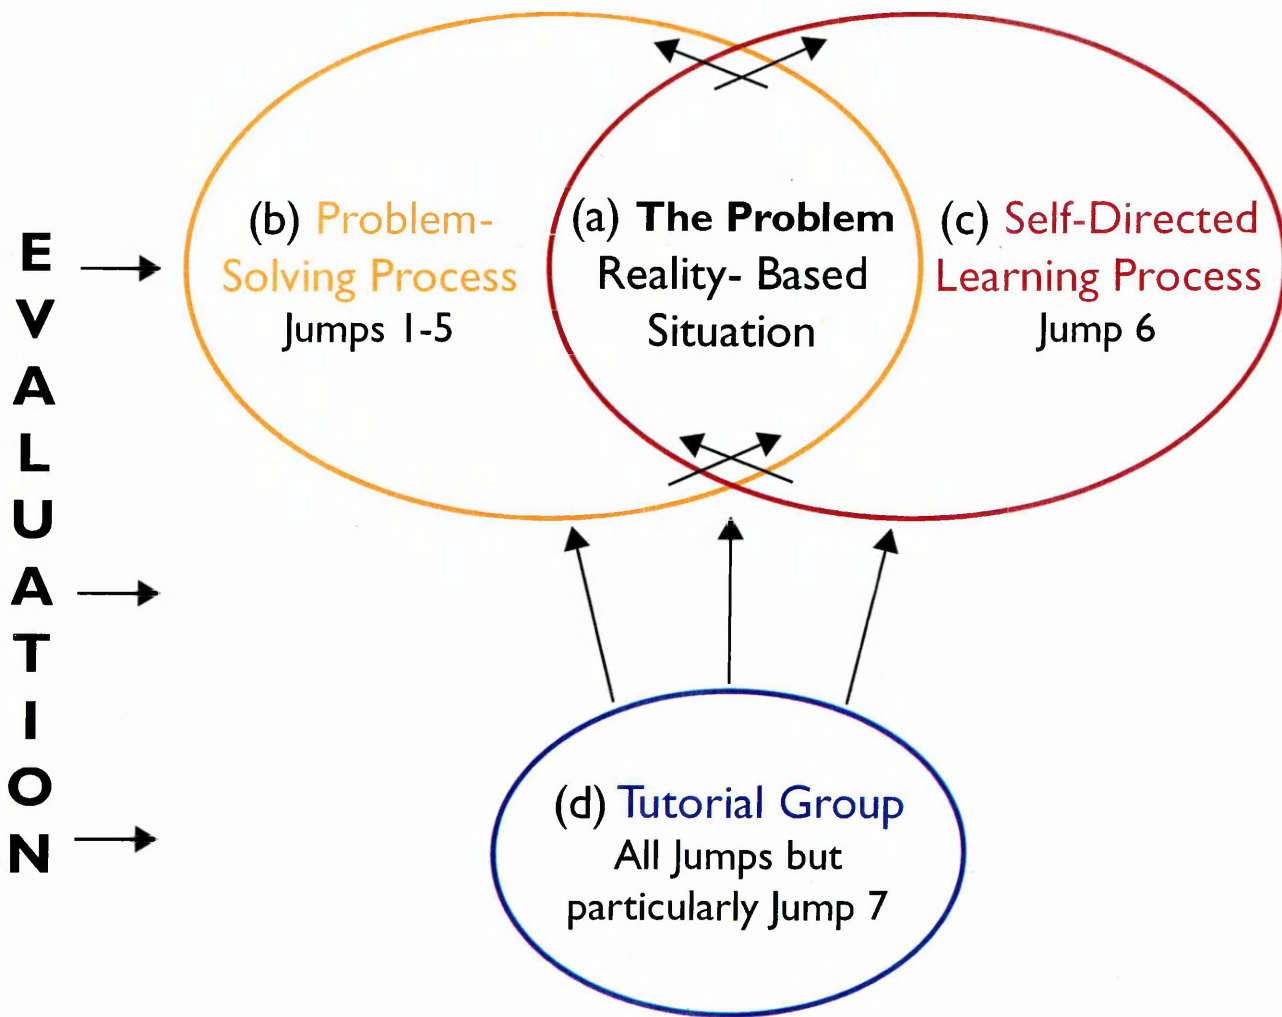 E
V
A
L
U
A
T
I
O
N
(b) Problem-
Solving Process
Jumps 1-5
(a) The Problem
Reality- Based
Situation
(c) Self-Directed
Learning Process
Jump 6
(d) Tutorial Group
All Jumps but
particularly Jump 7